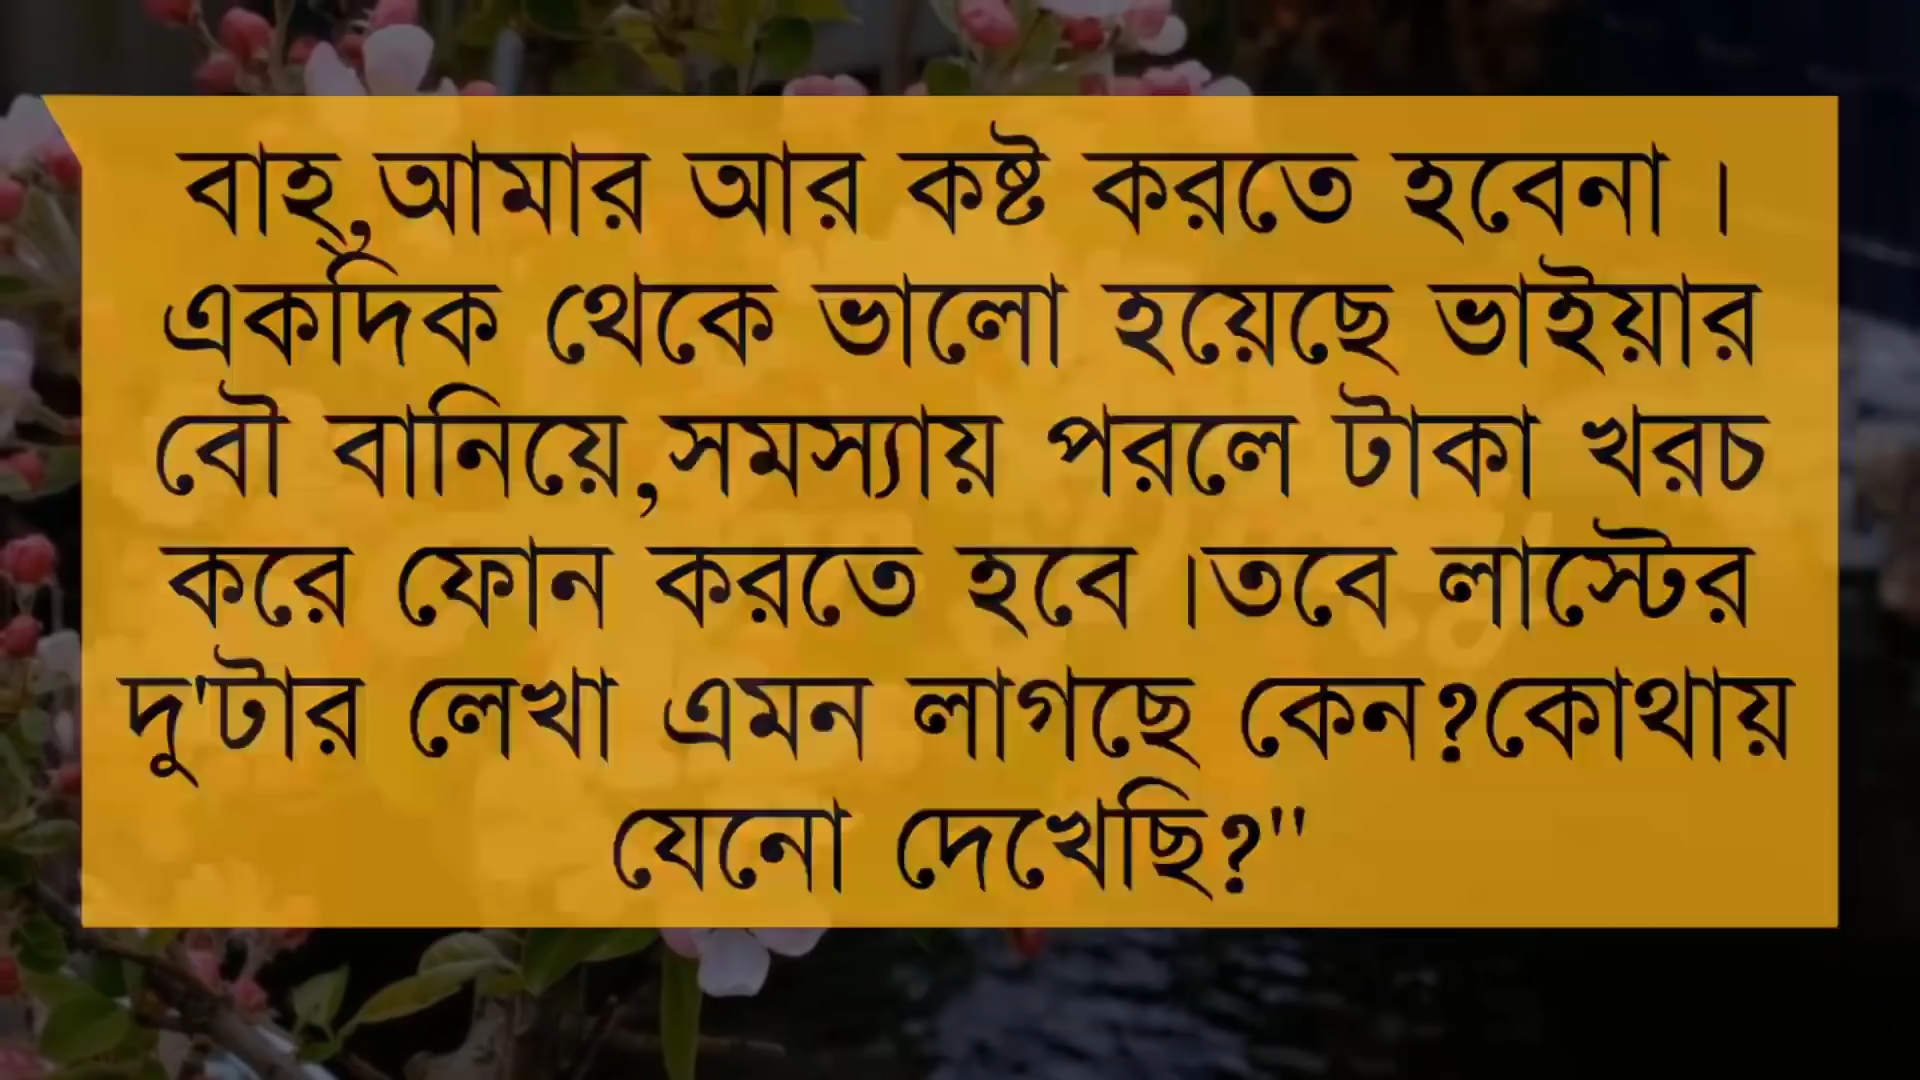 বাহ,আমার আর কষ্ট করতে হবেনা ।
একদিক থেকে ভালো হয়েছে ভাইয়ার
বৌ বানিয়ে,সমস্যায় পরলে টাকা খরচ
করে ফোন করতে হবে ।তবে লাস্টের
দু'টার লেখা এমন লাগছে কেন?কোথায়
যেনো দেখেছি?"